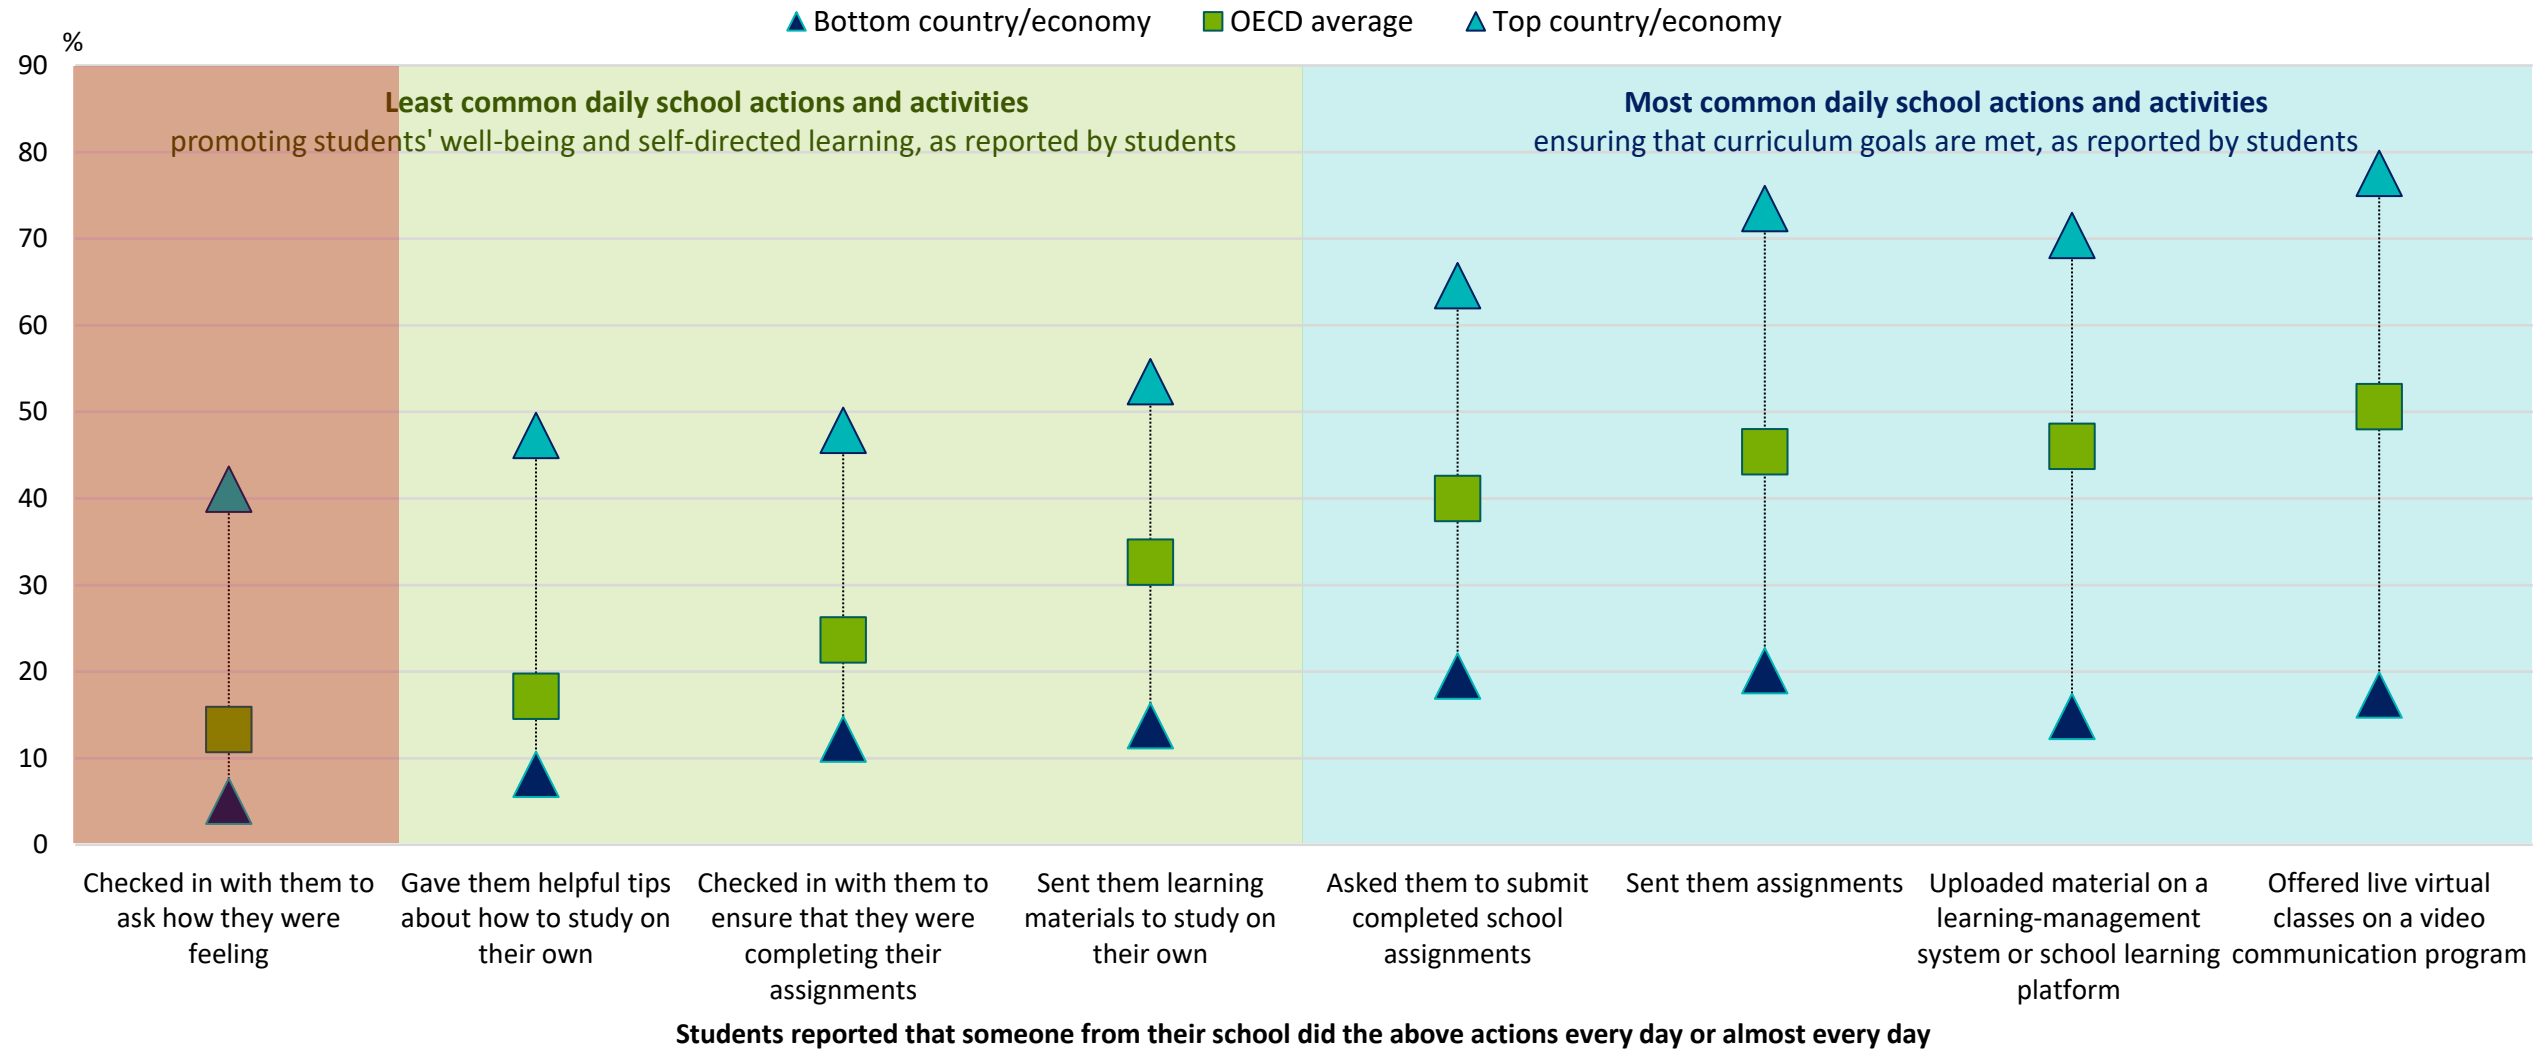 Bottom country/economy OECD average Top country/economy
%
90
80
70
60
50
40
30
20
10
0
Least common daily school actions and activities
promoting students' well-being and self-directed learning, as reported by students
Most common daily school actions and activities
ensuring that curriculum goals are met, as reported by students
Checked in with them to
ask how they were
feeling
Gave them helpful tips
about how to study on
their own
Checked in with them to
ensure that they were
completing their
assignments
Sent them learning
materials to study on
their own
Asked them to submit
completed school
assignments
Sent them assignments
Uploaded material on a
learning-management
system or school learning
platform
Offered live virtual
classes on a video
communication program
Students reported that someone from their school did the above actions every day or almost every day